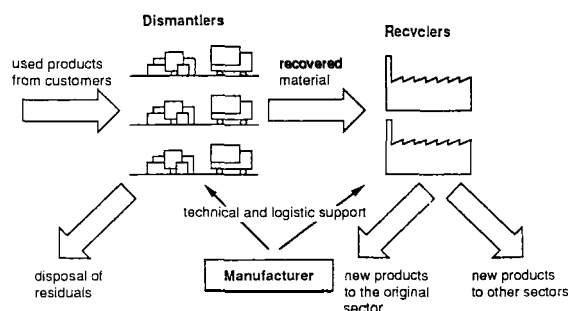 Dismantlers
Recyclers
used products
from customers
recovered
material
technical and logistic support
disposal of
residuals
Manufacturer
new products
to the original
sector
new products
to other sectors